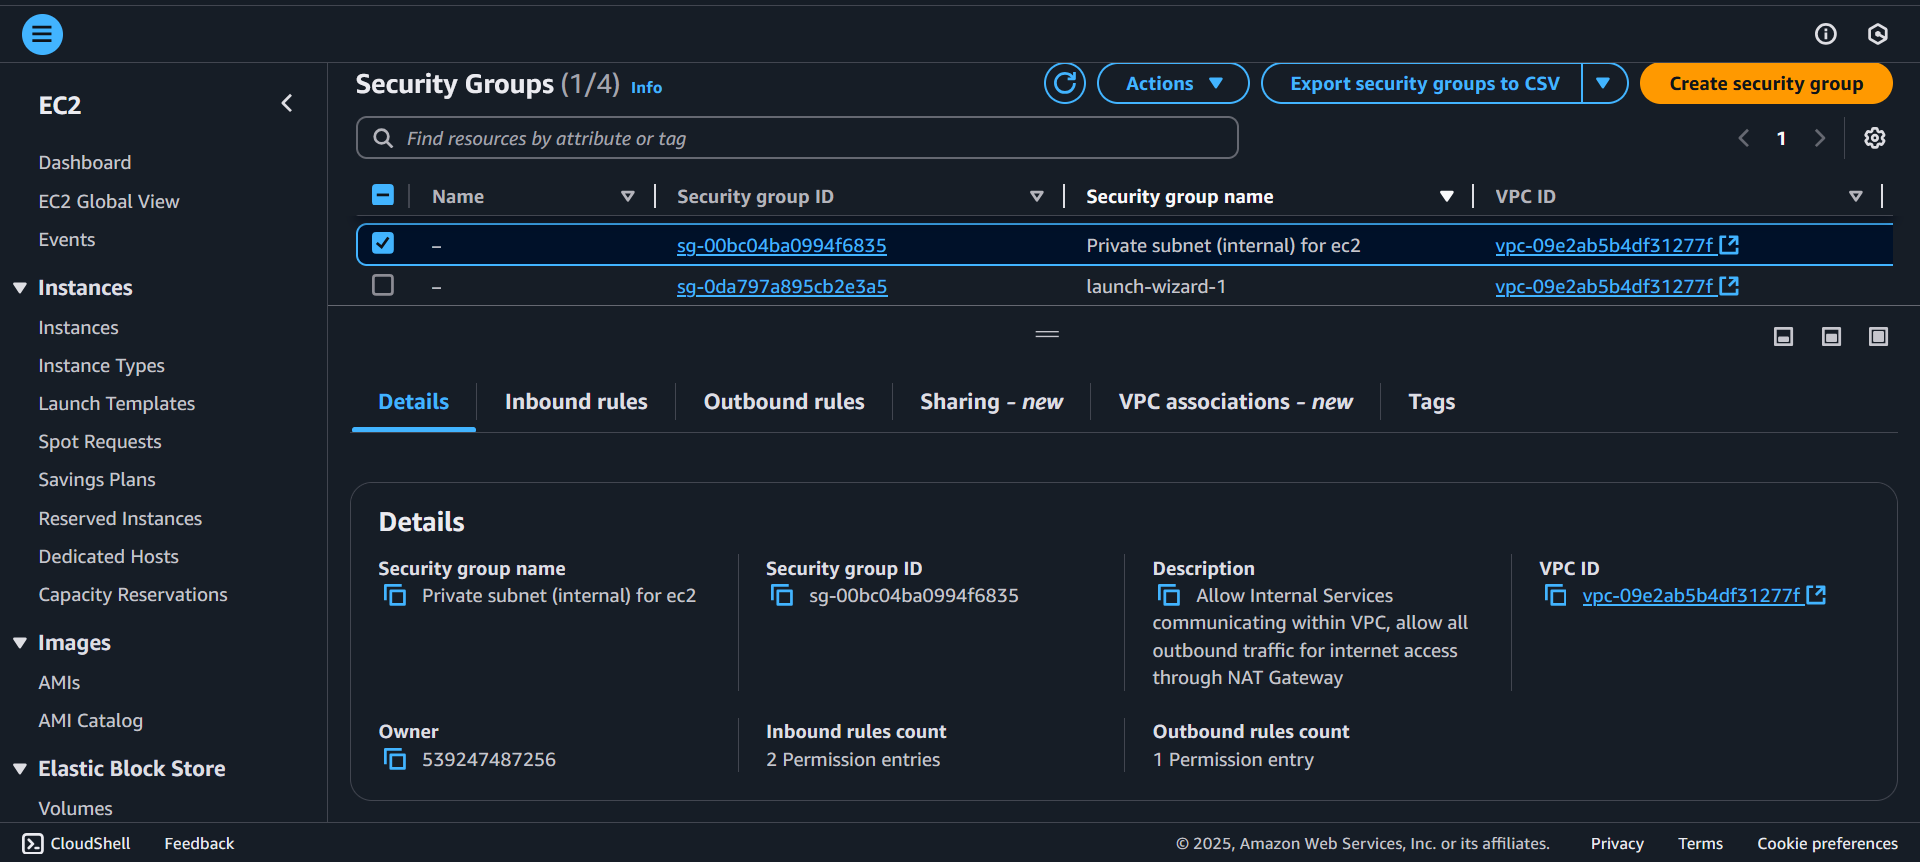 EC2
Dashboard
EC2 Global View
Events
Instances
Instances
Instance Types
Launch Templates
Spot Requests
Savings Plans
Reserved Instances
Dedicated Hosts
Capacity Reservations
Images
AMIs
AMI Catalog
Elastic Block Store
Volumes
Security Groups (1/4) Info
Actions
Export security groups to CSV
Create security group
Find resources by attribute or tag
1
Name Security group ID Security group name VPC ID
– sg-00bc04ba0994f6835 Private subnet (internal) for ec2 vpc-09e2ab5b4df31277f
– sg-0da797a895cb2e3a5 launch-wizard-1 vpc-09e2ab5b4df31277f
Details Inbound rules Outbound rules Sharing - new VPC associations - new Tags
Details
Security group name
Private subnet (internal) for ec2
Security group ID
sg-00bc04ba0994f6835
Description
Allow Internal Services
communicating within VPC, allow all
outbound traffic for internet access
through NAT Gateway
VPC ID
vpc-09e2ab5b4df31277f
Owner
539247487256
Inbound rules count
2 Permission entries
Outbound rules count
1 Permission entry
CloudShell Feedback © 2025, Amazon Web Services, Inc. or its affiliates. Privacy Terms Cookie preferences